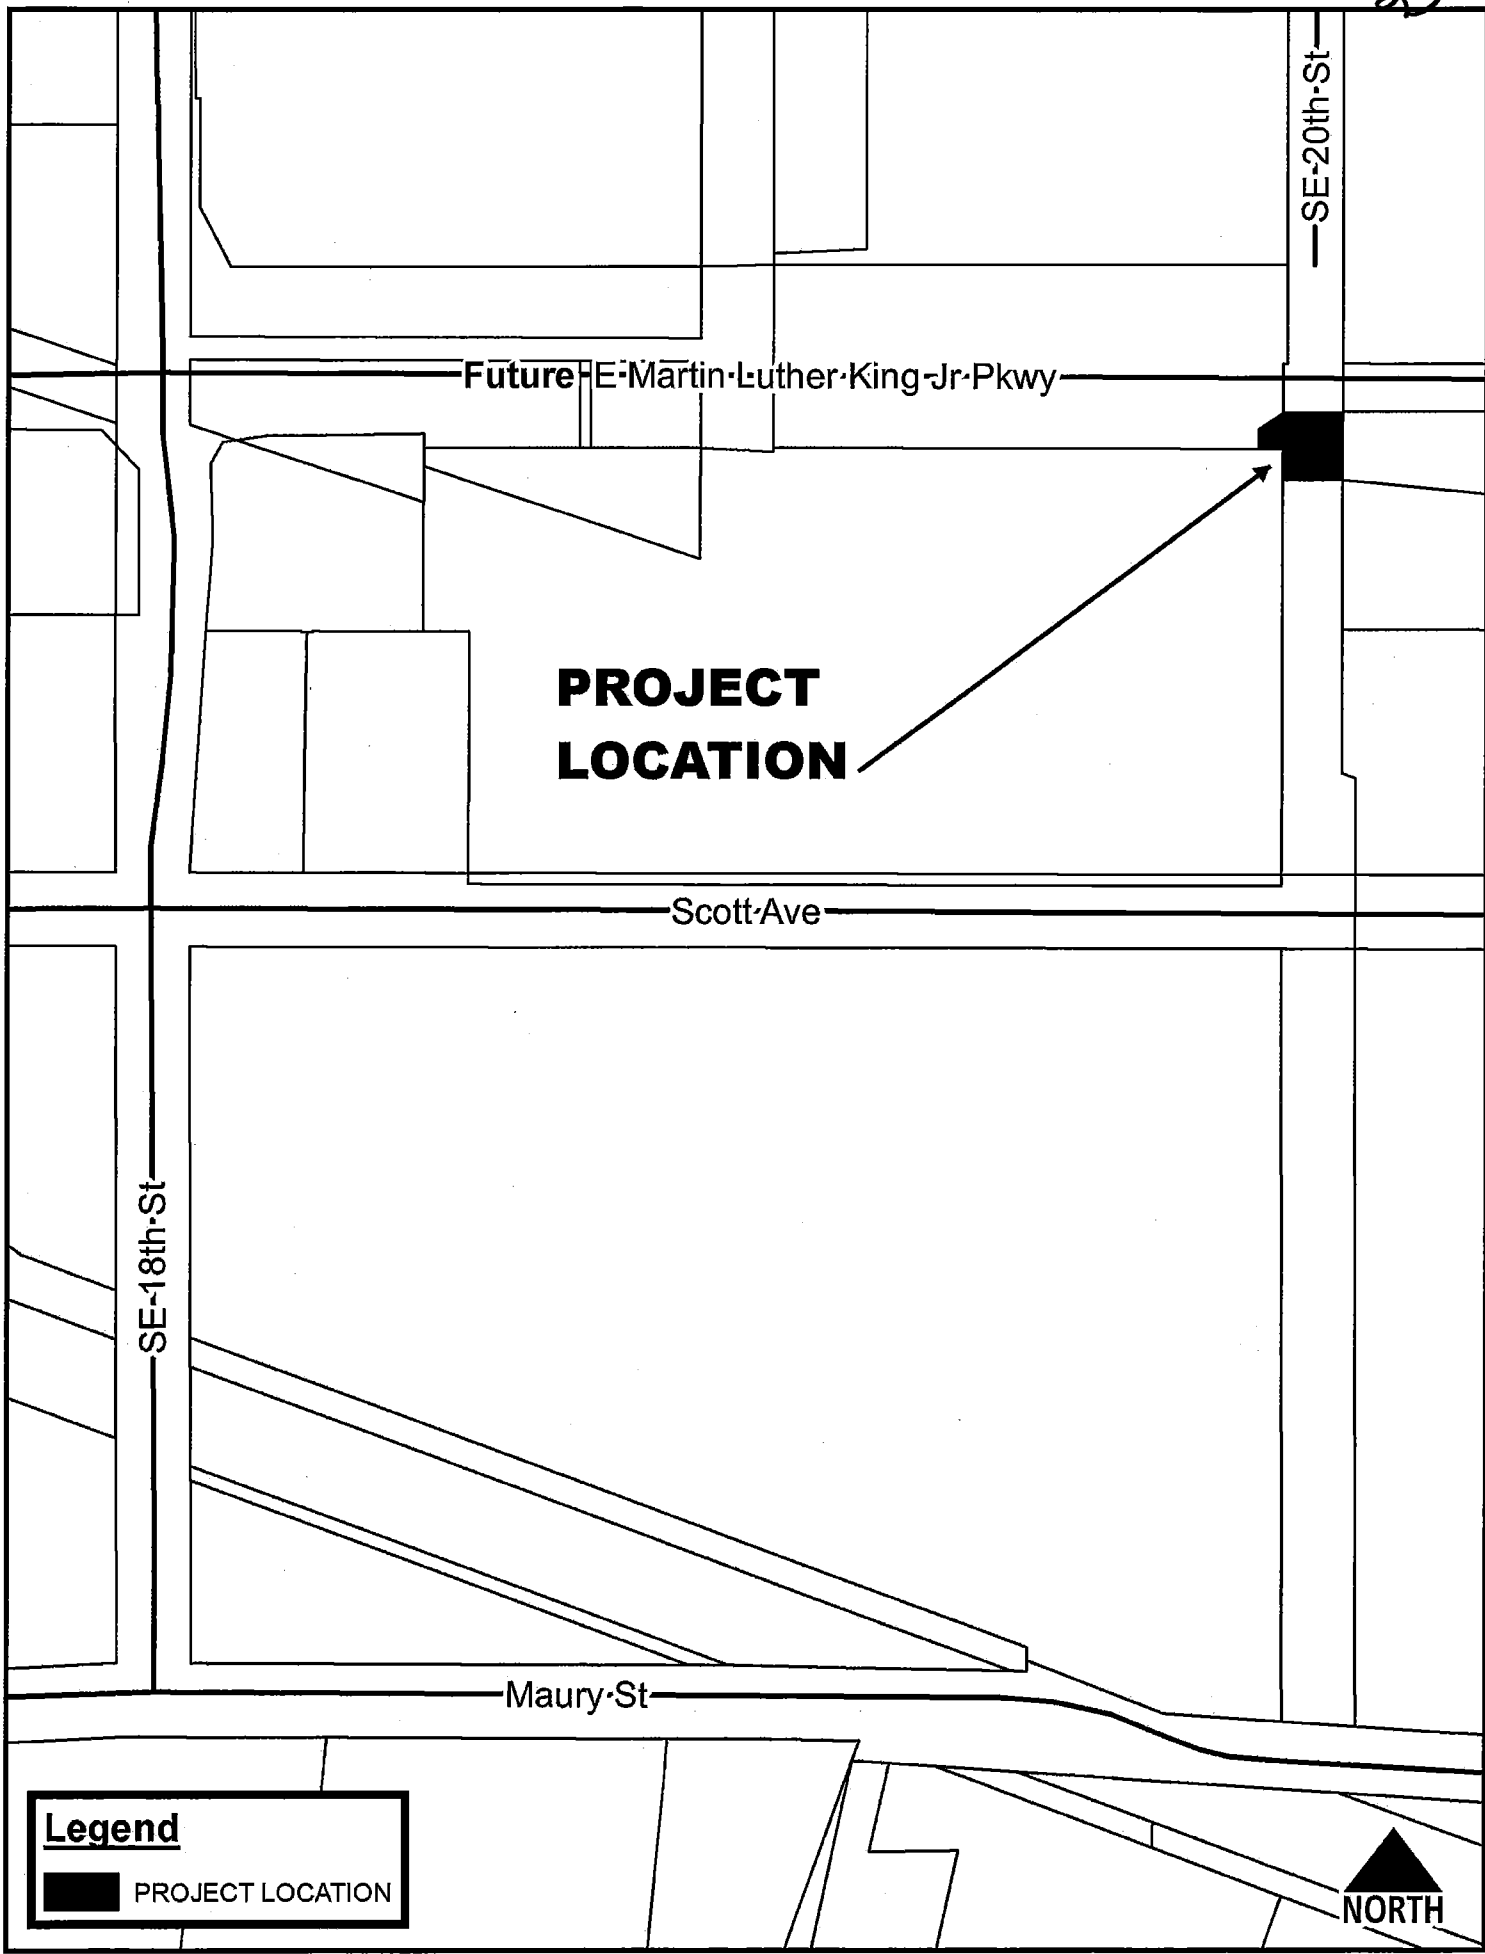 SE 20th St
Future E Martin Luther King Jr Pkwy
PROJECT
LOCATION
Scott Ave
SE 18th St
Maury St
Legend
PROJECT LOCATION
NORTH